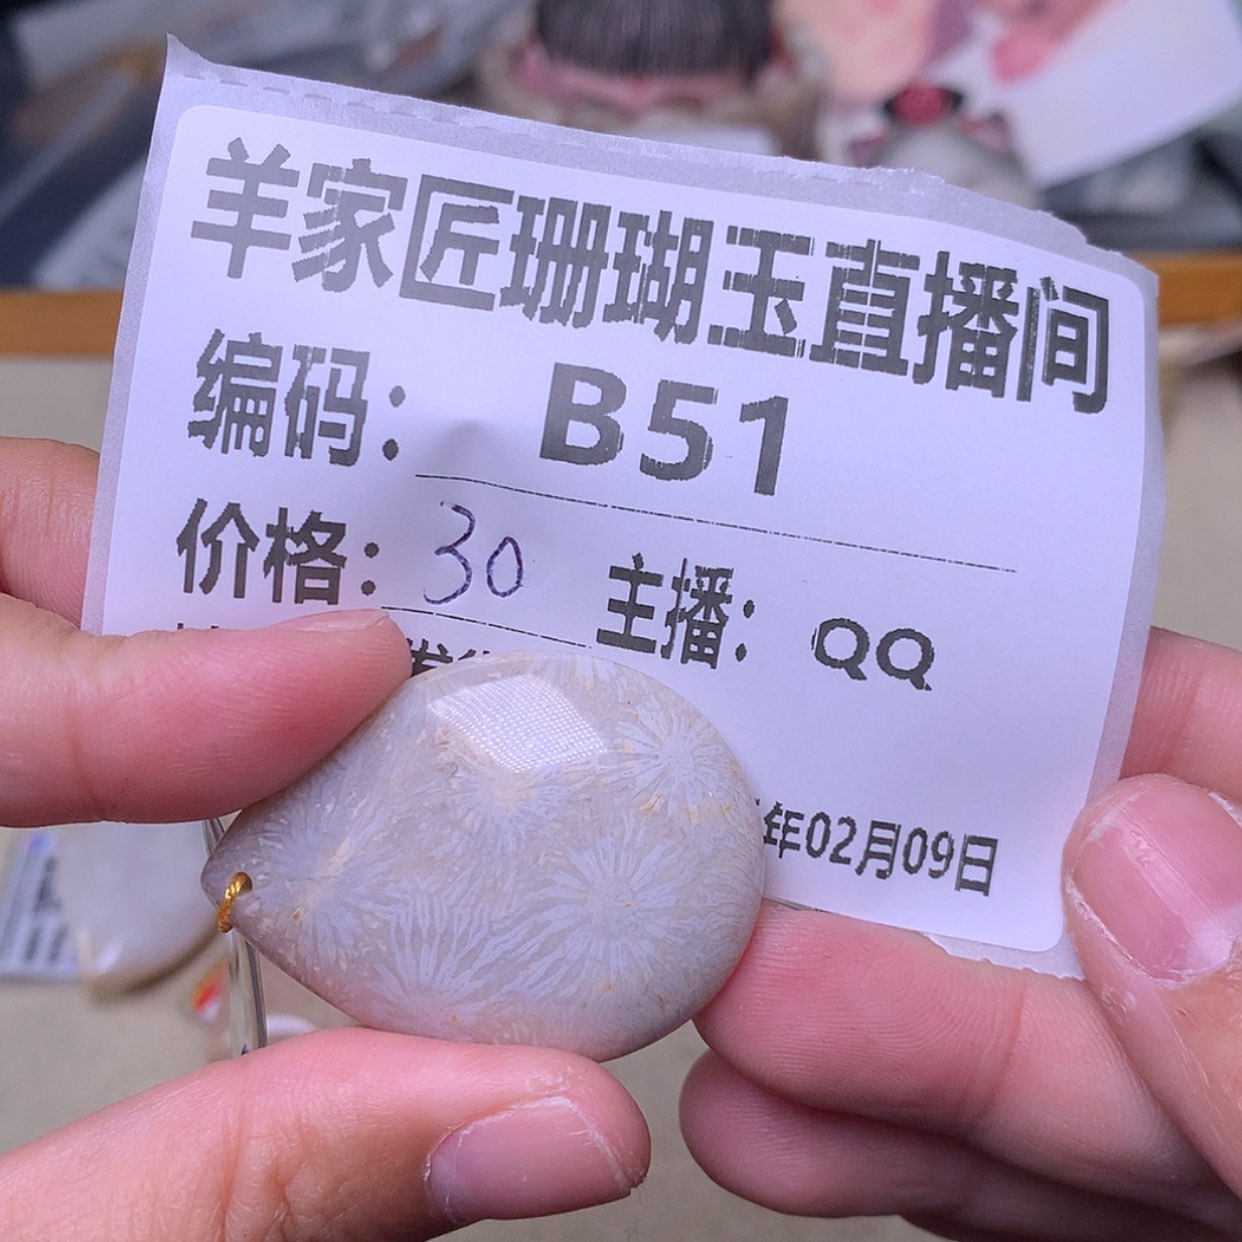 羊家匠珊瑚玉直播间
编码： B51
价格：30 主播：QQ
年02月09日